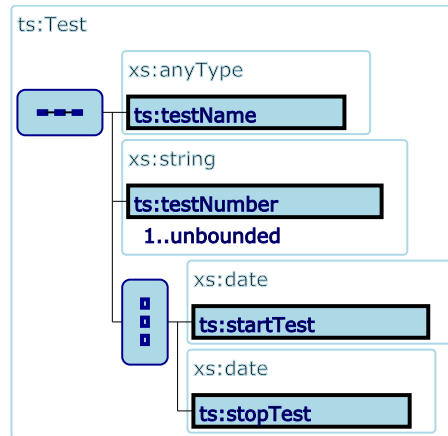 ts:Test
xs:anyType
ts:testName
xs:string
ts:testNumber
1..unbounded
xs:date
ts:startTest
xs:date
ts:stopTest